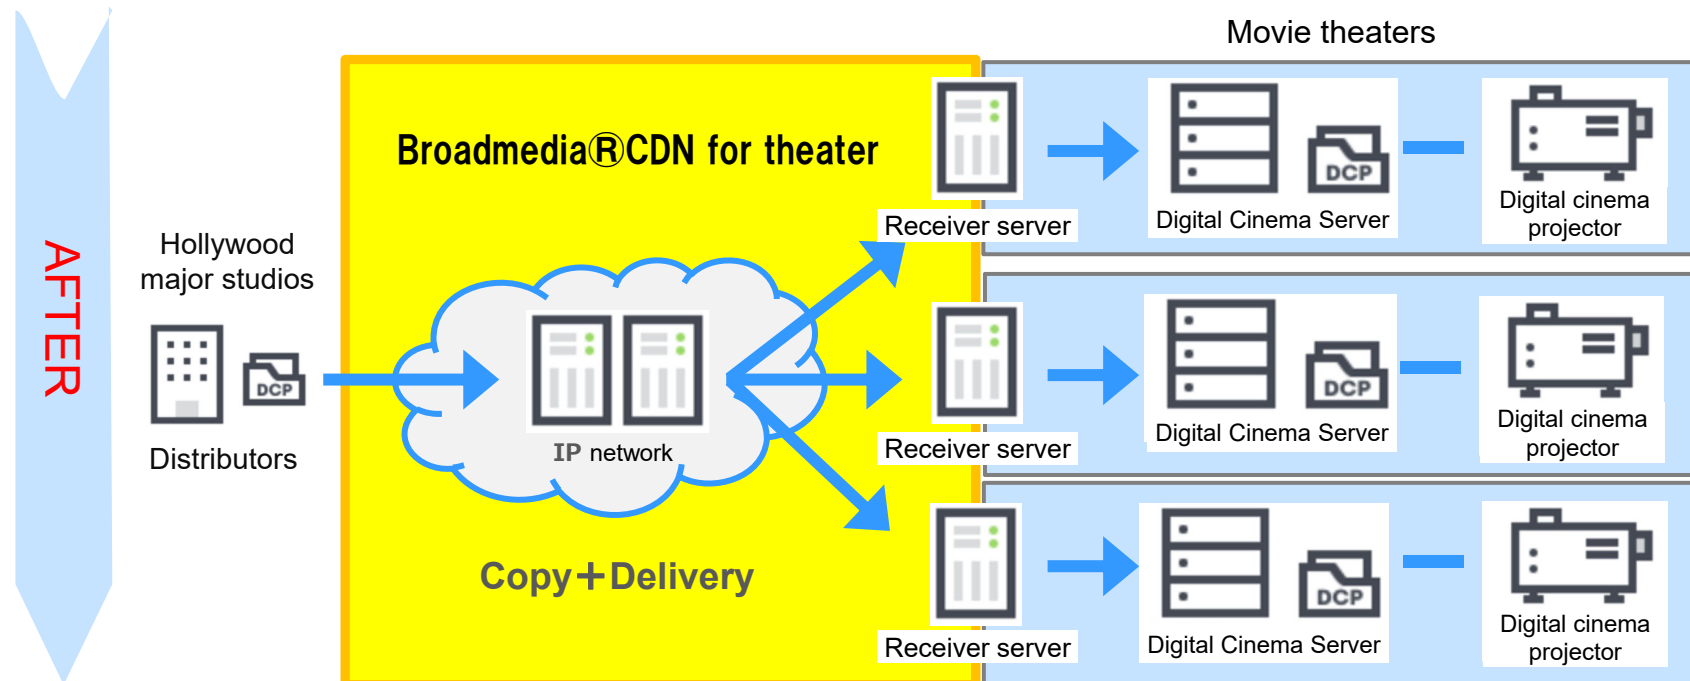 Movie theaters
AFTER
Hollywood
major studios
DCP
Distributors
Broadmedia®CDN for theater
IP network
Copy+Delivery
Receiver server
DCP
Digital Cinema Server
Digital cinema
projector
Receiver server
DCP
Digital Cinema Server
Digital cinema
projector
Receiver server
DCP
Digital Cinema Server
Digital cinema
projector